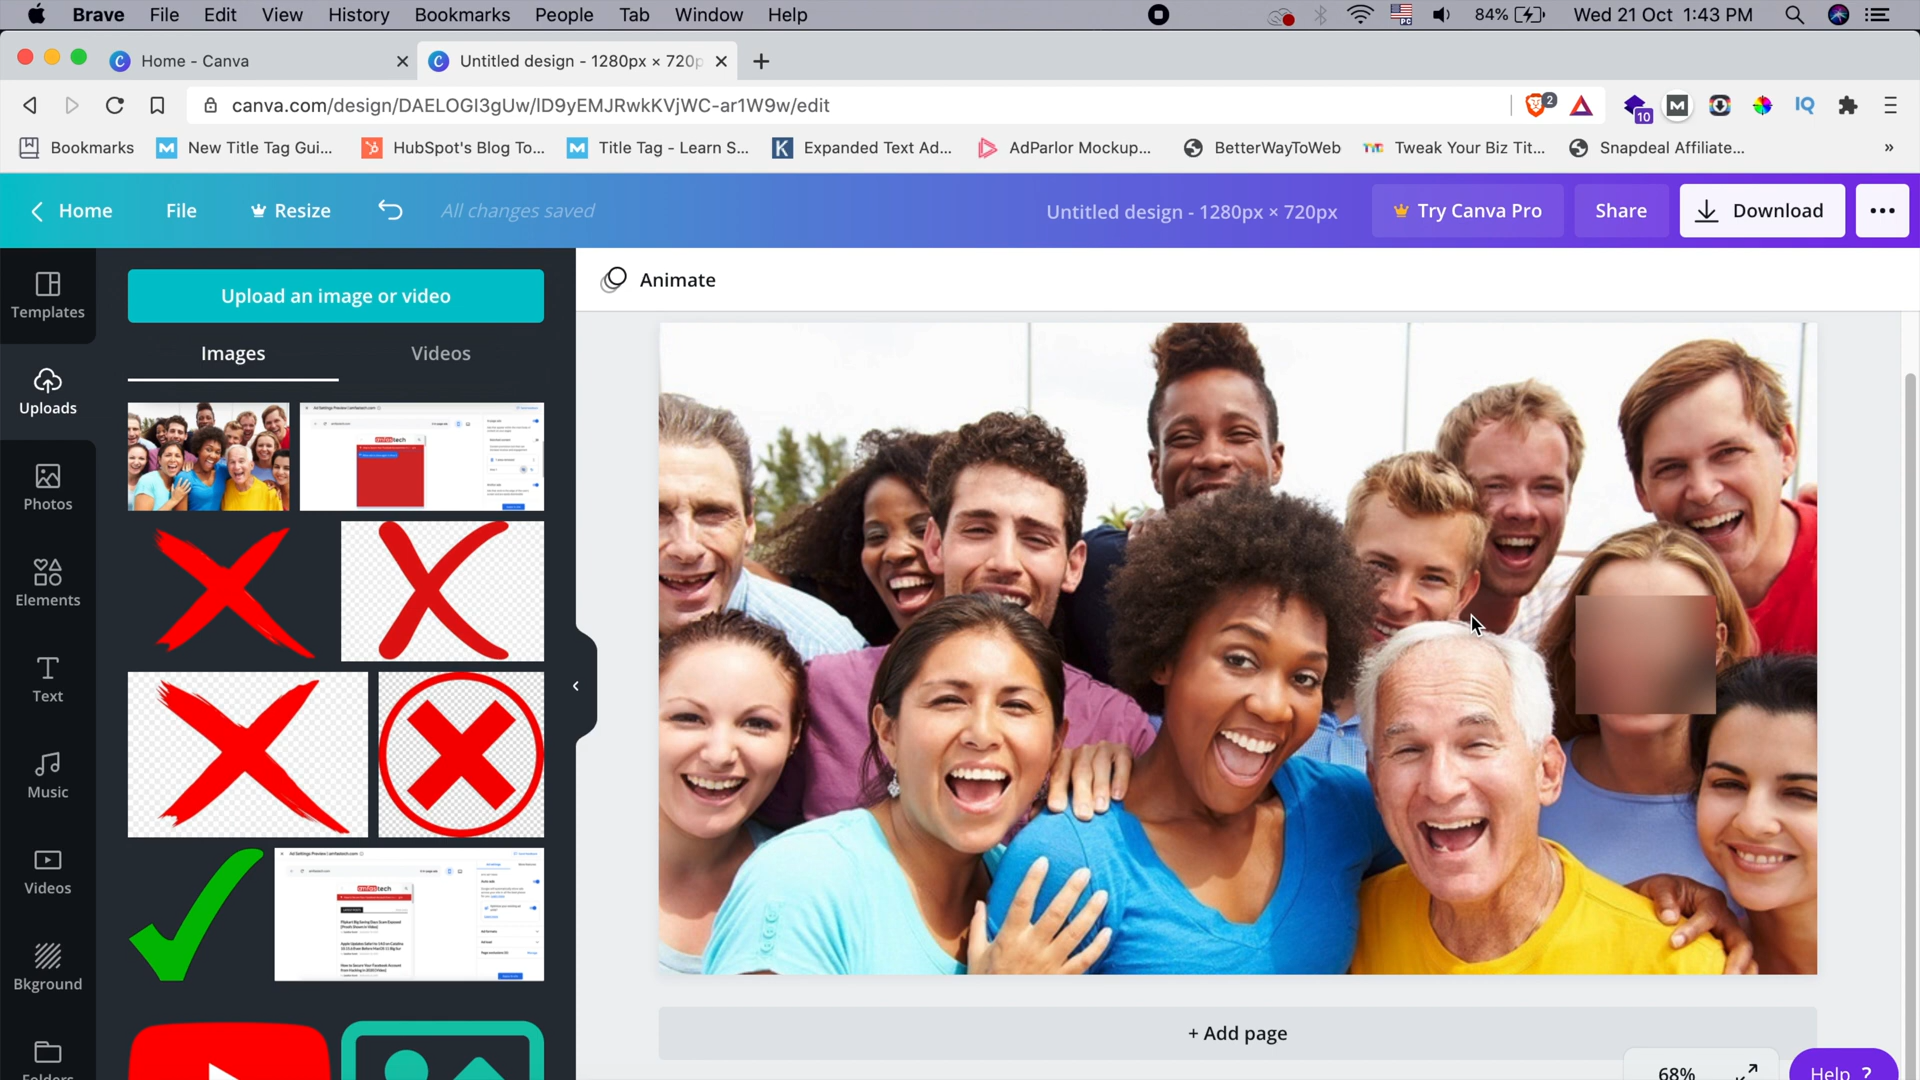 Brave File Edit View History Bookmarks People Tab Window Help 84% Wed 21 Oct 1:43 PM
Home - Canva Untitled design - 1280px × 720p
canva.com/design/DAELOGI3gUw/lD9yEMJRwkKVjWC-ar1W9w/edit 2 10 M IQ
Bookmarks New Title Tag Gui... HubSpot's Blog To... Title Tag - Learn S... Expanded Text Ad... AdParlor Mockup... BetterWayToWeb Tweak Your Biz Tit... Snapdeal Affiliate... »
Home File Resize All changes saved Untitled design - 1280px × 720px Try Canva Pro Share Download
Templates
Uploads
Photos
Elements
Text
Music
Videos
Bkground
Folders
Upload an image or video
Images Videos
Animate
+ Add page
68% Help ?